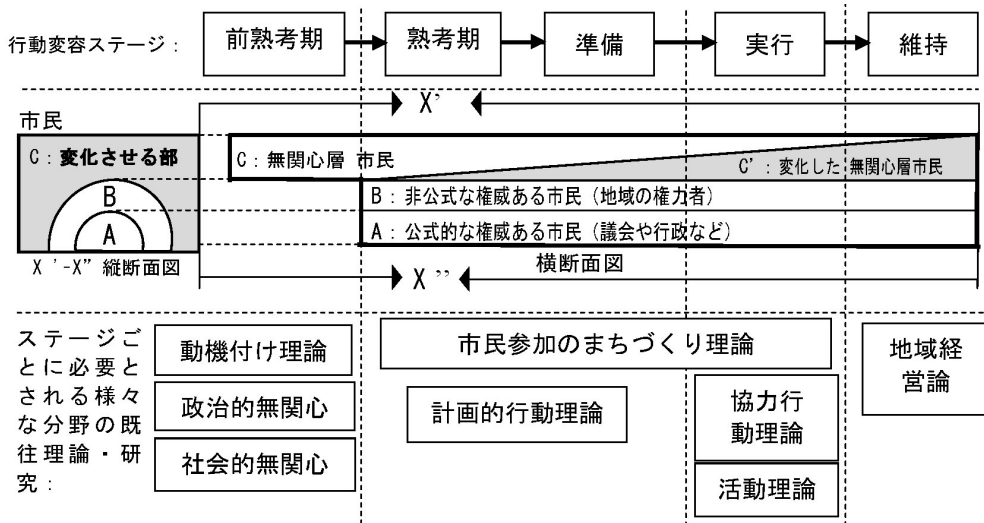 行動変容ステージ：
前熟考期
熟考期
準備
実行
維持
X'
市民
C：変化させる部
B
A
X '-X" 縦断面図
C：無関心層 市民
C'：変化した 無関心層市民
B：非公式な権威ある市民（地域の権力者）
A：公式的な権威ある市民（議会や行政など）
横断面図
X''
ステージご
とに必要と
される様々
な分野の既
往理論・研
究：
動機付け理論
政治的無関心
社会的無関心
市民参加のまちづくり理論
計画的行動理論
協力行
動理論
活動理論
地域経
営論